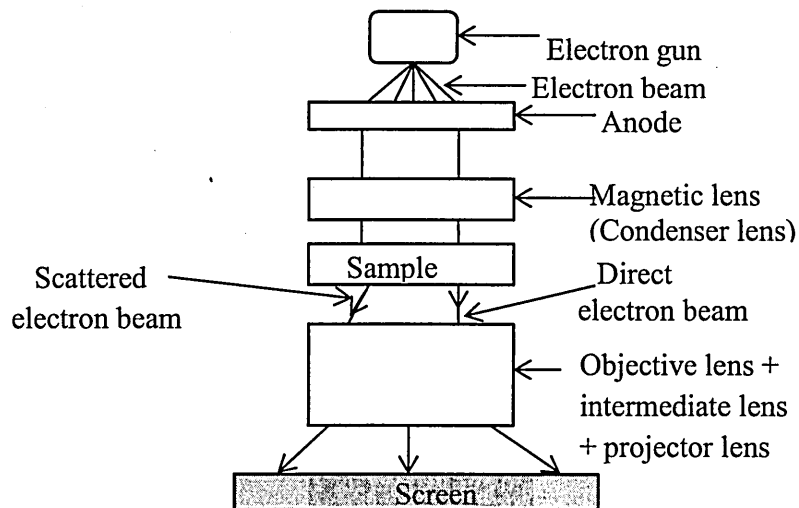 Electron gun
Electron beam
Anode
Magnetic lens
(Condenser lens)
Sample
Scattered
electron beam
Direct
electron beam
Objective lens +
intermediate lens
+ projector lens
Screen